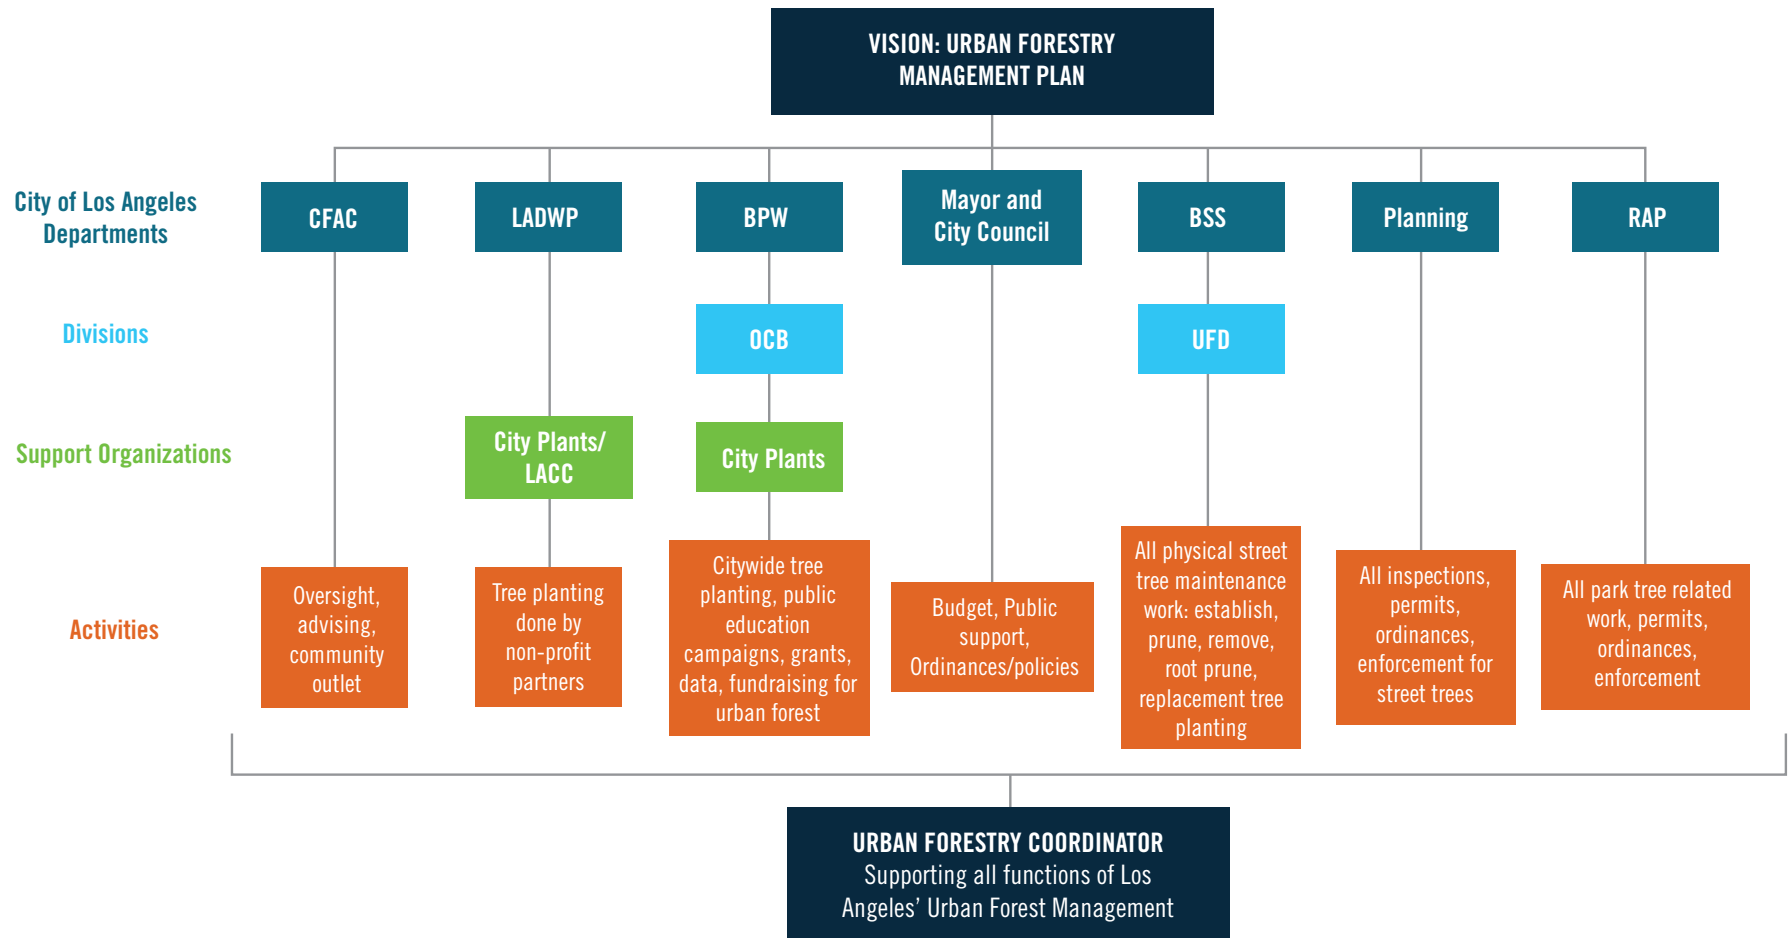 VISION: URBAN FORESTRY
MANAGEMENT PLAN
City of Los Angeles
Departments
CFAC
LADWP
BPW
Mayor and
City Council
BSS
Planning
RAP
Divisions
OCB
UFD
Support Organizations
City Plants/
LACC
City Plants
Activities
Oversight,
advising,
community
outlet
Tree planting
done by
non-profit
partners
Citywide tree
planting, public
education
campaigns, grants,
data, fundraising for
urban forest
Budget, Public
support,
Ordinances/policies
All physical street
tree maintenance
work: establish,
prune, remove,
root prune,
replacement tree
planting
All inspections,
permits,
ordinances,
enforcement for
street trees
All park tree related
work, permits,
ordinances,
enforcement
URBAN FORESTRY COORDINATOR
Supporting all functions of Los
Angeles’ Urban Forest Management